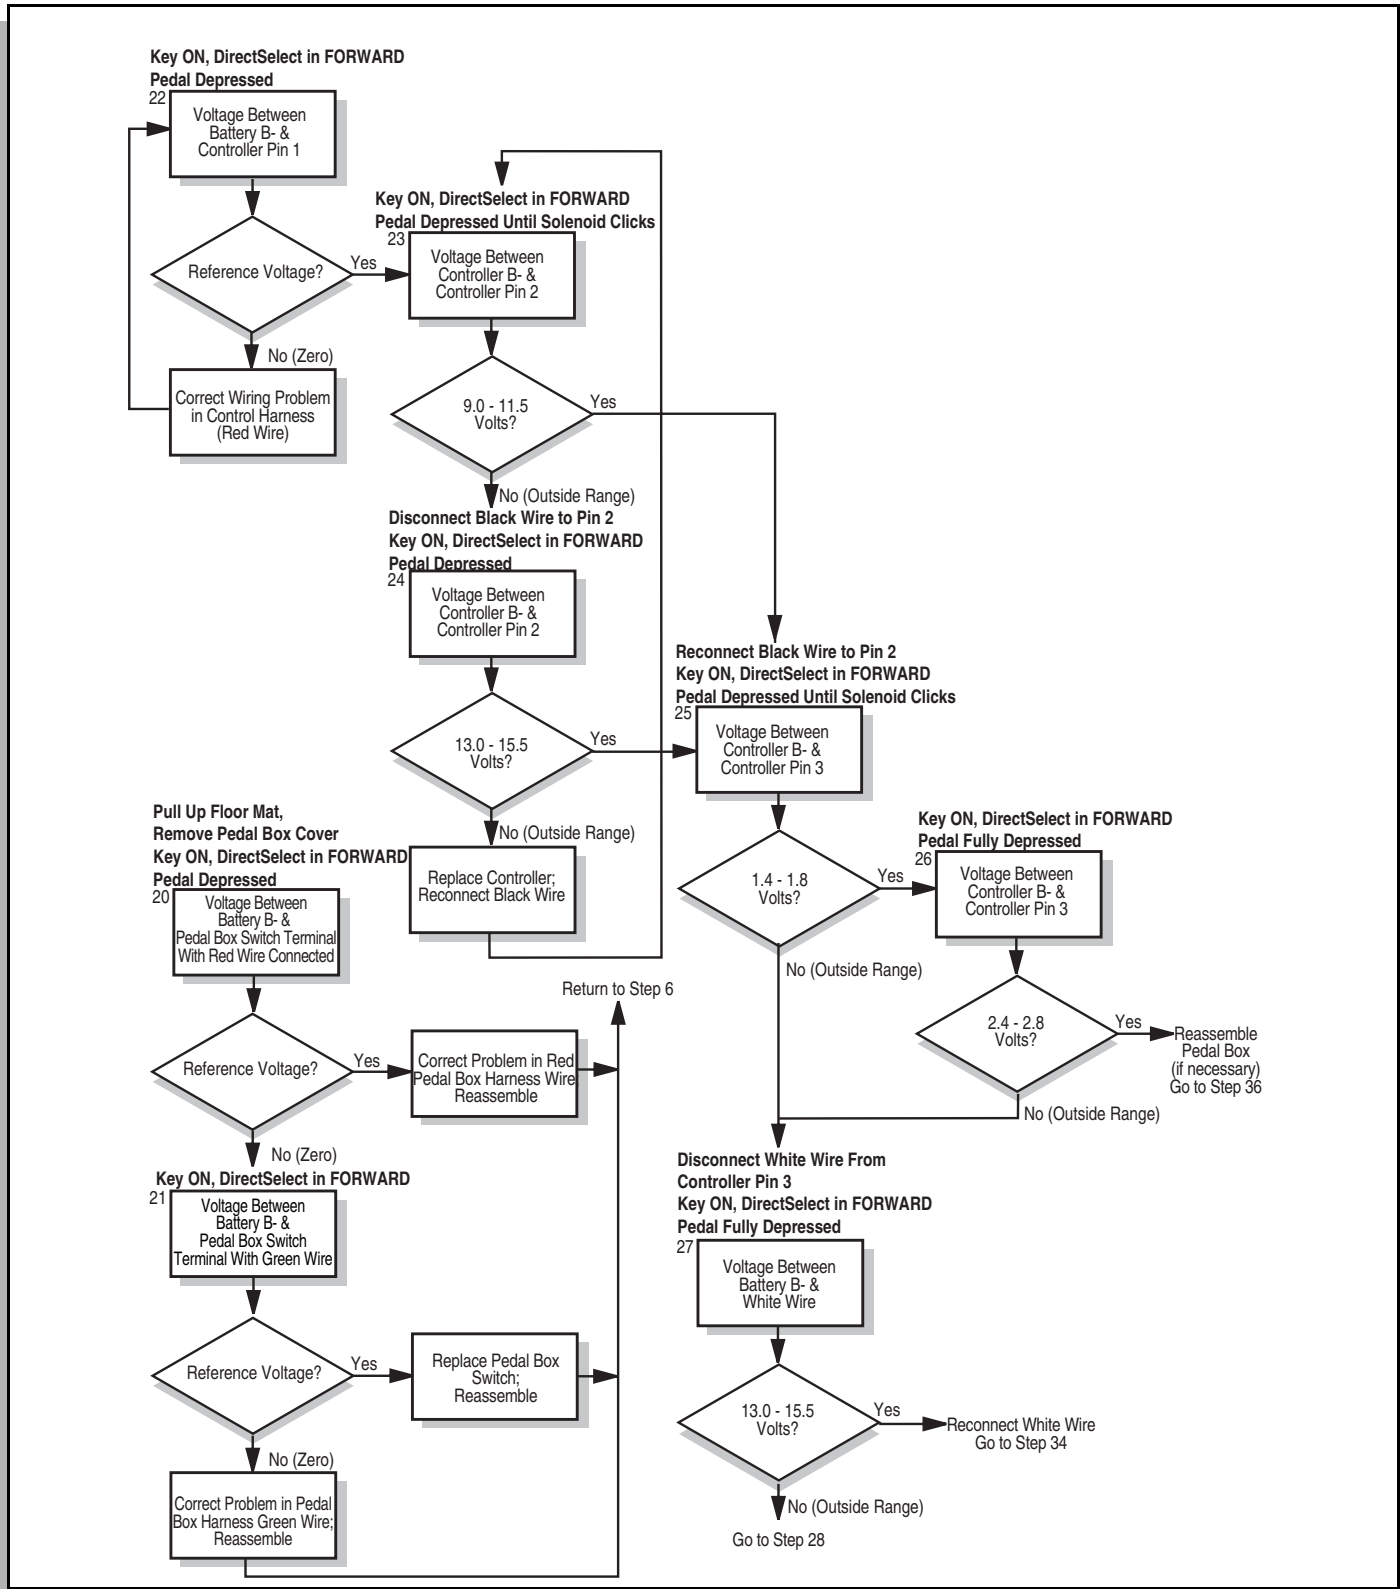 Key ON, DirectSelect in FORWARD
Pedal Depressed
22
Voltage Between
Battery B- &
Controller Pin 1
Reference Voltage?
Yes
No (Zero)
Correct Wiring Problem
in Control Harness
(Red Wire)
Key ON, DirectSelect in FORWARD
Pedal Depressed Until Solenoid Clicks
23
Voltage Between
Controller B- &
Controller Pin 2
9.0 - 11.5
Volts?
Yes
No (Outside Range)
Disconnect Black Wire to Pin 2
Key ON, DirectSelect in FORWARD
Pedal Depressed
24
Voltage Between
Controller B- &
Controller Pin 2
13.0 - 15.5
Volts?
Yes
No (Outside Range)
Replace Controller;
Reconnect Black Wire
Reconnect Black Wire to Pin 2
Key ON, DirectSelect in FORWARD
Pedal Depressed Until Solenoid Clicks
25
Voltage Between
Controller B- &
Controller Pin 3
1.4 - 1.8
Volts?
Yes
No (Outside Range)
Key ON, DirectSelect in FORWARD
Pedal Fully Depressed
26
Voltage Between
Controller B- &
Controller Pin 3
2.4 - 2.8
Volts?
Yes
Reassemble
Pedal Box
(if necessary)
Go to Step 36
No (Outside Range)
Pull Up Floor Mat,
Remove Pedal Box Cover
Key ON, DirectSelect in FORWARD
Pedal Depressed
20
Voltage Between
Battery B- &
Pedal Box Switch Terminal
With Red Wire Connected
Reference Voltage?
Yes
Correct Problem in Red
Pedal Box Harness Wire
Reassemble
Return to Step 6
No (Zero)
Key ON, DirectSelect in FORWARD
21
Voltage Between
Battery B- &
Pedal Box Switch
Terminal With Green Wire
Reference Voltage?
Yes
Replace Pedal Box
Switch;
Reassemble
No (Zero)
Correct Problem in Pedal
Box Harness Green Wire;
Reassemble
Disconnect White Wire From
Controller Pin 3
Key ON, DirectSelect in FORWARD
Pedal Fully Depressed
27
Voltage Between
Battery B- &
White Wire
13.0 - 15.5
Volts?
Yes
Reconnect White Wire
Go to Step 34
No (Outside Range)
Go to Step 28